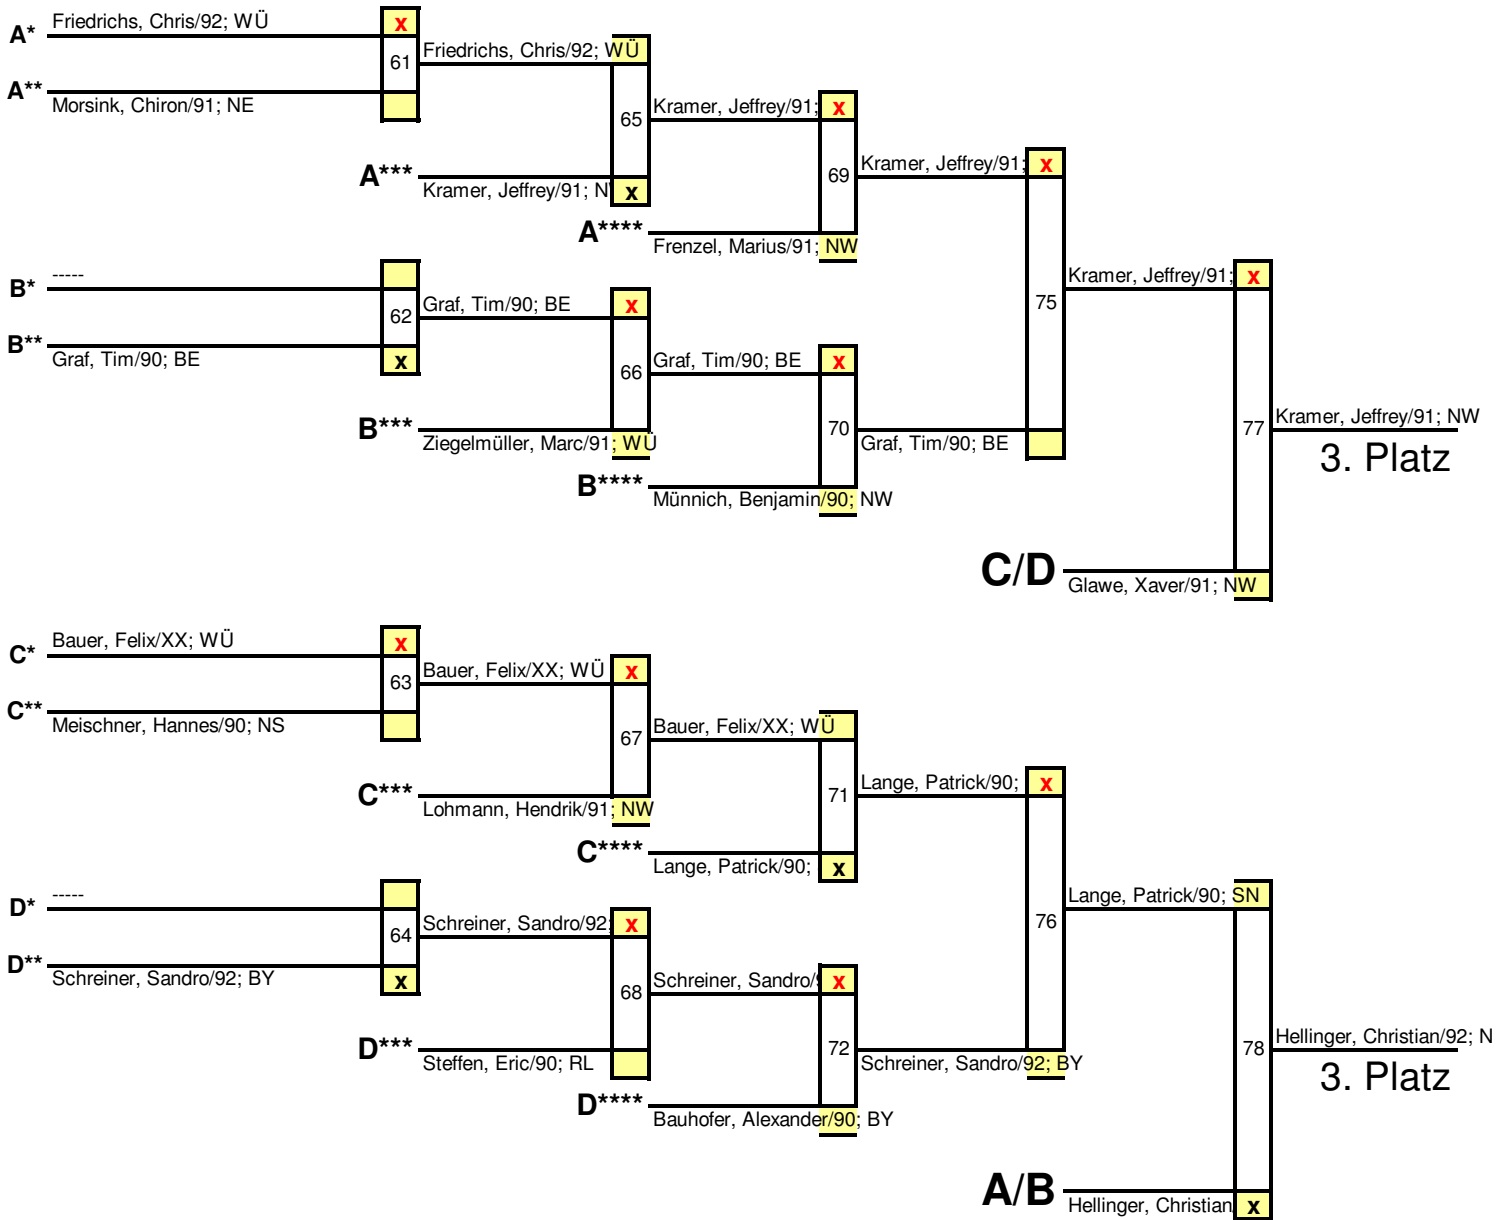 Friedrichs, Chris/92; WÜ
x
A*
61
Friedrichs, Chris/92; WÜ
A**
Morsink, Chiron/91; NE
65
Kramer, Jeffrey/91;
x
A***
Kramer, Jeffrey/91; N
x
69
Kramer, Jeffrey/91;
x
A****
Frenzel, Marius/91; NW
-----
B*
62
Graf, Tim/90; BE
x
B**
Graf, Tim/90; BE
x
66
Graf, Tim/90; BE
x
75
Kramer, Jeffrey/91;
x
B***
Ziegelmüller, Marc/91; WÜ
70
Graf, Tim/90; BE
77
Kramer, Jeffrey/91; NW
3. Platz
B****
Münnich, Benjamin/90; NW
C/D
Glawe, Xaver/91; NW
Bauer, Felix/XX; WÜ
x
C*
63
Bauer, Felix/XX; WÜ
x
C**
Meischner, Hannes/90; NS
67
Bauer, Felix/XX; WÜ
C***
Lohmann, Hendrik/91; NW
71
Lange, Patrick/90;
x
C****
Lange, Patrick/90;
x
-----
D*
64
Schreiner, Sandro/92;
x
76
Lange, Patrick/90; SN
D**
Schreiner, Sandro/92; BY
x
68
Schreiner, Sandro/9
x
D***
Steffen, Eric/90; RL
72
Schreiner, Sandro/92; BY
78
Hellinger, Christian/92; N
3. Platz
D****
Bauhofer, Alexander/90; BY
A/B
Hellinger, Christian
x